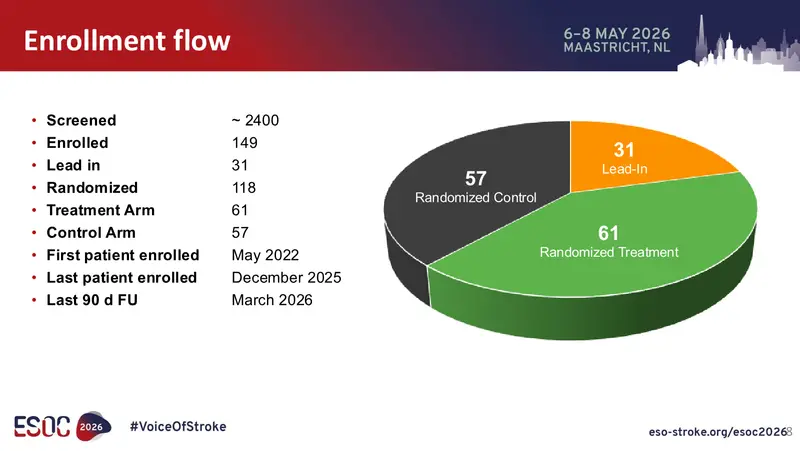 Enrollment flow
6–8 MAY 2026
MAASTRICHT, NL
• Screened ~ 2400
• Enrolled 149
• Lead in 31
• Randomized 118
• Treatment Arm 61
• Control Arm 57
• First patient enrolled May 2022
• Last patient enrolled December 2025
• Last 90 d FU March 2026
31
Lead-In
57
Randomized Control
61
Randomized Treatment
ESOC 2026
#VoiceOfStroke
eso-stroke.org/esoc2026
8